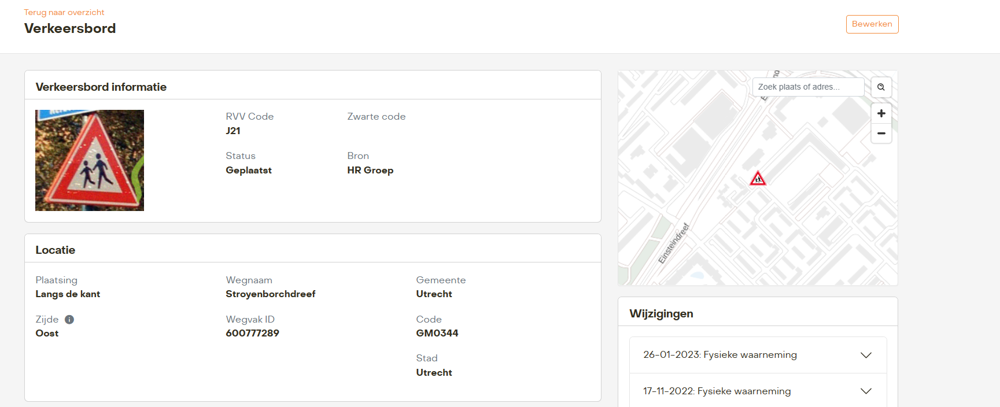 Terug naar overzicht
Verkeersbord
Bewerken
Verkeersbord informatie
RVV Code
J21
Zwarte code
Status
Geplaatst
Bron
HR Groep
Locatie
Plaatsing
Langs de kant
Wegnaam
Stroyenborchdreef
Gemeente
Utrecht
Zijde
Oost
Wegvak ID
600777289
Code
GM0344
Stad
Utrecht
Zoek plaats of adres...
Einsteindreef
Wijzigingen
26-01-2023: Fysieke waarneming
17-11-2022: Fysieke waarneming